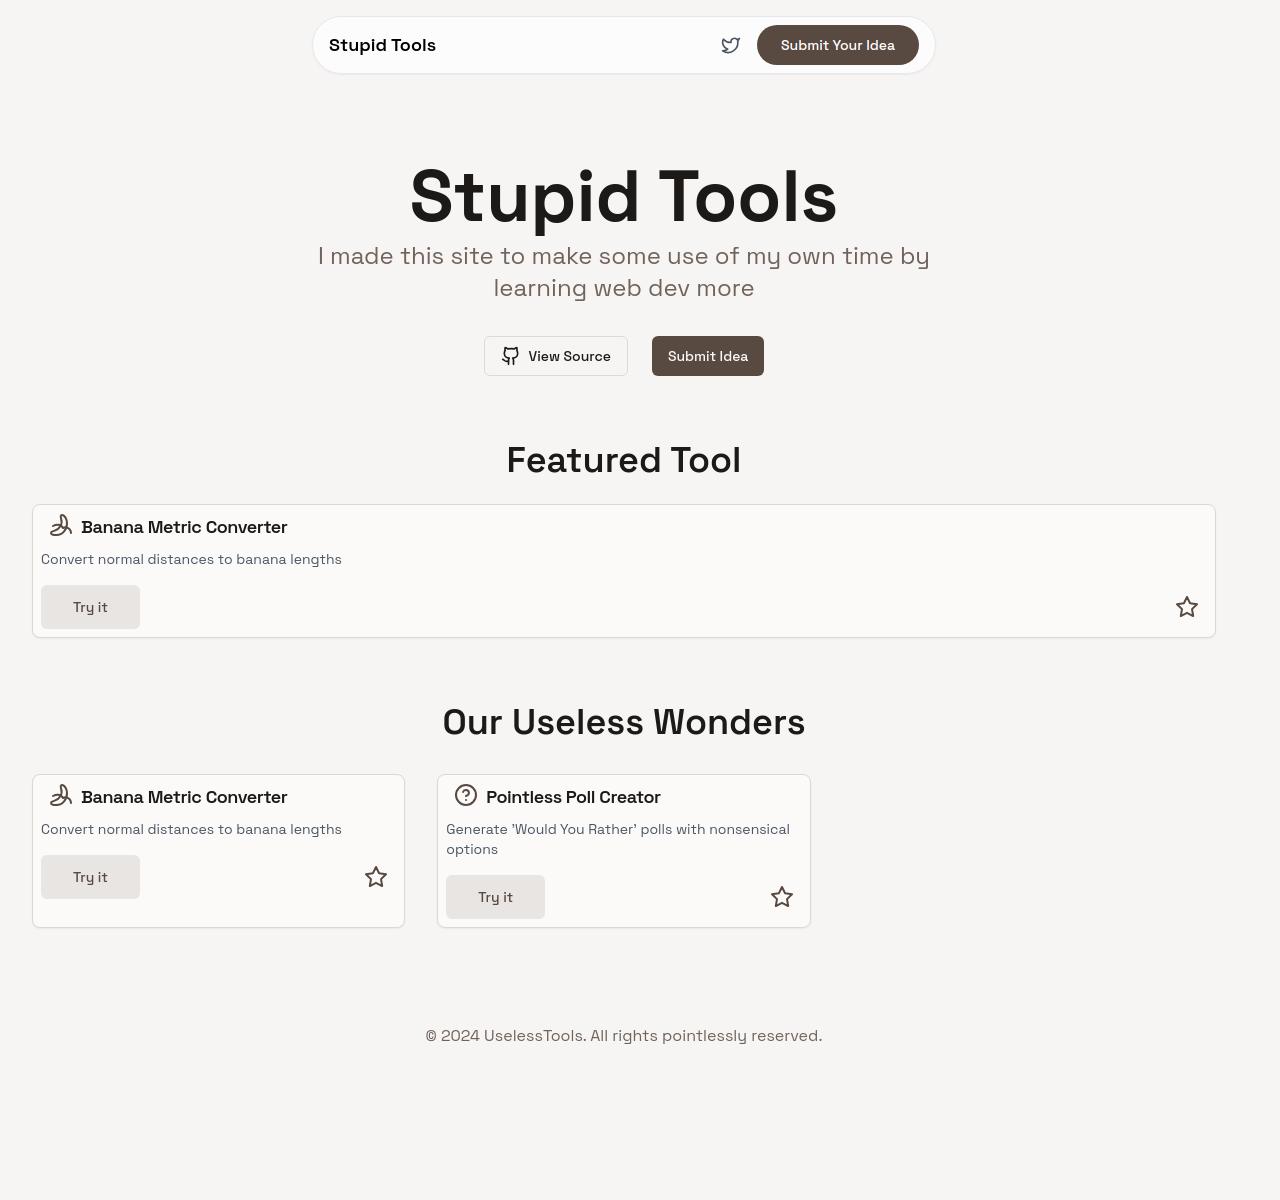 Stupid Tools
Submit Your Idea
Stupid Tools
I made this site to make some use of my own time by
learning web dev more
View Source
Submit Idea
Featured Tool
Banana Metric Converter
Convert normal distances to banana lengths
Try it
Our Useless Wonders
Banana Metric Converter
Convert normal distances to banana lengths
Try it
Pointless Poll Creator
Generate 'Would You Rather' polls with nonsensical
options
Try it
© 2024 UselessTools. All rights pointlessly reserved.